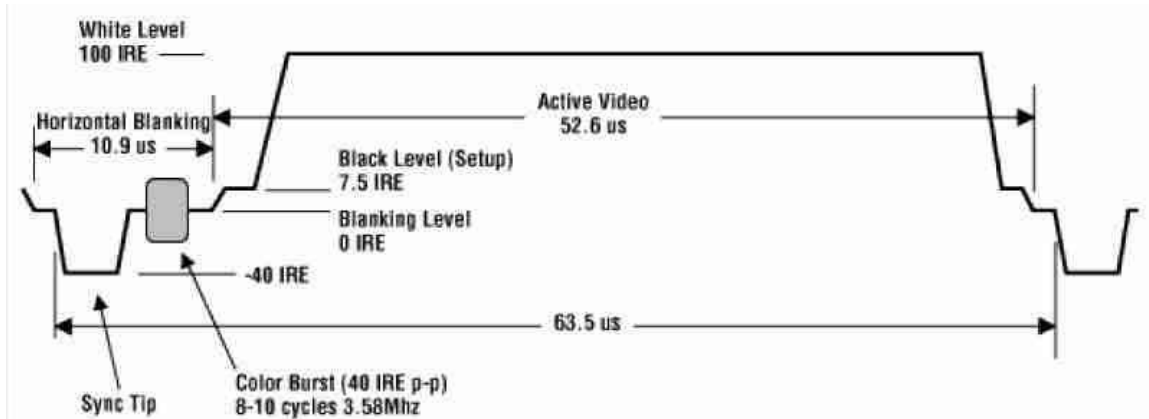 White Level
100 IRE
Horizontal Blanking
10.9 us
Active Video
52.6 us
Black Level (Setup)
7.5 IRE
Blanking Level
0 IRE
-40 IRE
63.5 us
Sync Tip
Color Burst (40 IRE p-p)
8-10 cycles 3.58Mhz